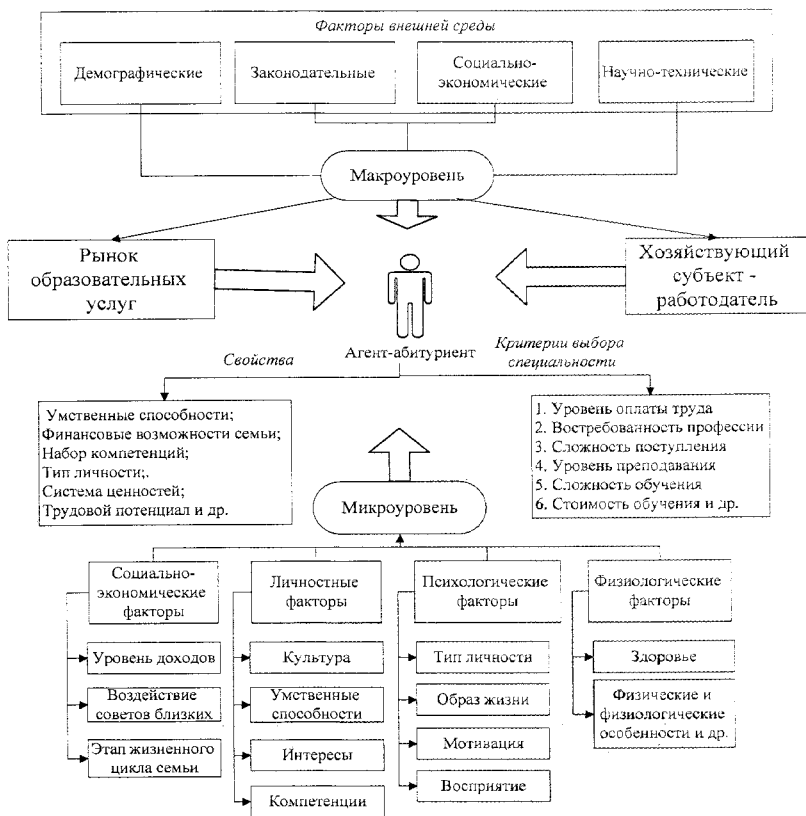 Факторы внешней среды
Демографические
Законодательные
Социально-
экономические
Научно-технические
Макроуровень
Рынок
образовательных
услуг
Хозяйствующий
субъект -
работодатель
Агент-абитуриент
Свойства
Критерии выбора
специальности
Умственные способности;
Финансовые возможности семьи;
Набор компетенций;
Тип личности;.
Система ценностей;
Трудовой потенциал и др.
1. Уровень оплаты труда
2. Востребованность профессии
3. Сложность поступления
4. Уровень преподавания
5. Сложность обучения
6. Стоимость обучения и др.
Микроуровень
Социально-
экономические
факторы
Уровень доходов
Воздействие
советов близких
Этап жизненного
цикла семьи
Личностные
факторы
Культура
Умственные
способности
Интересы
Компетенции
Психологические
факторы
Тип личности
Образ жизни
Мотивация
Восприятие
Физиологические
факторы
Здоровье
Физические и
физиологические
особенности и др.